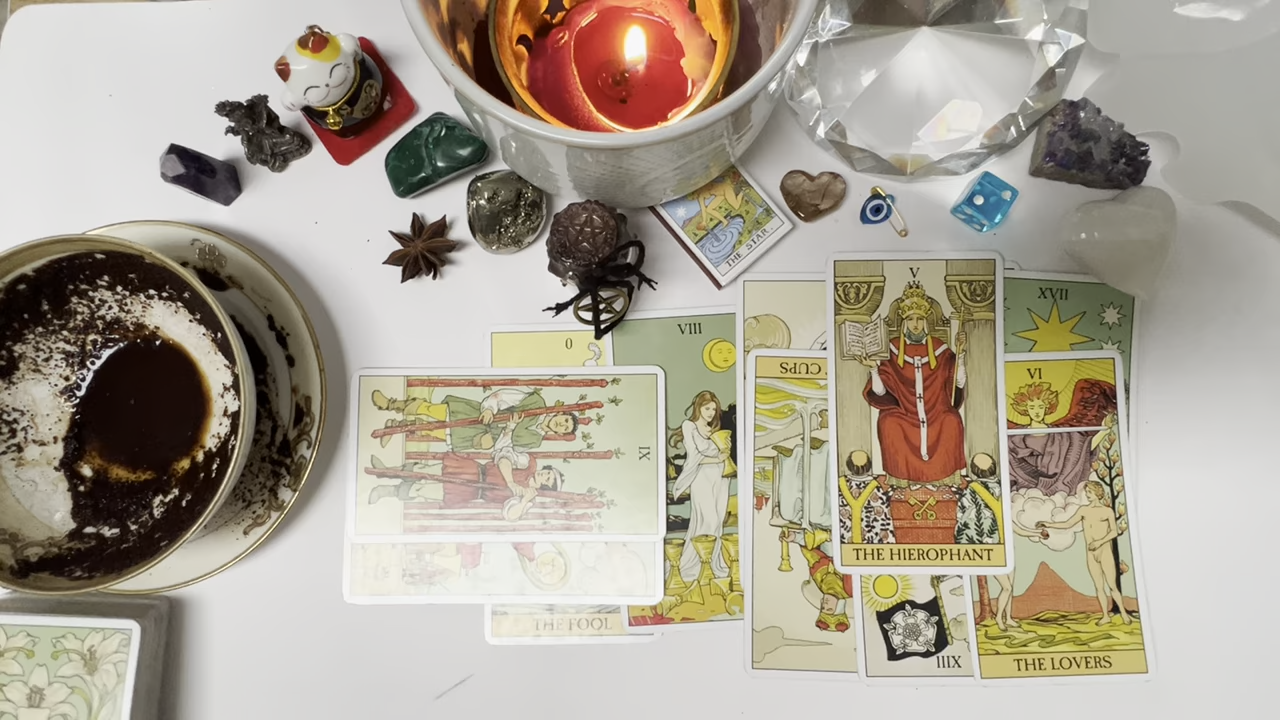 THE STAR.
0
VIII
IX
THE FOOL
CUPS
V
THE HIEROPHANT
XVII
VI
XIII
THE LOVERS